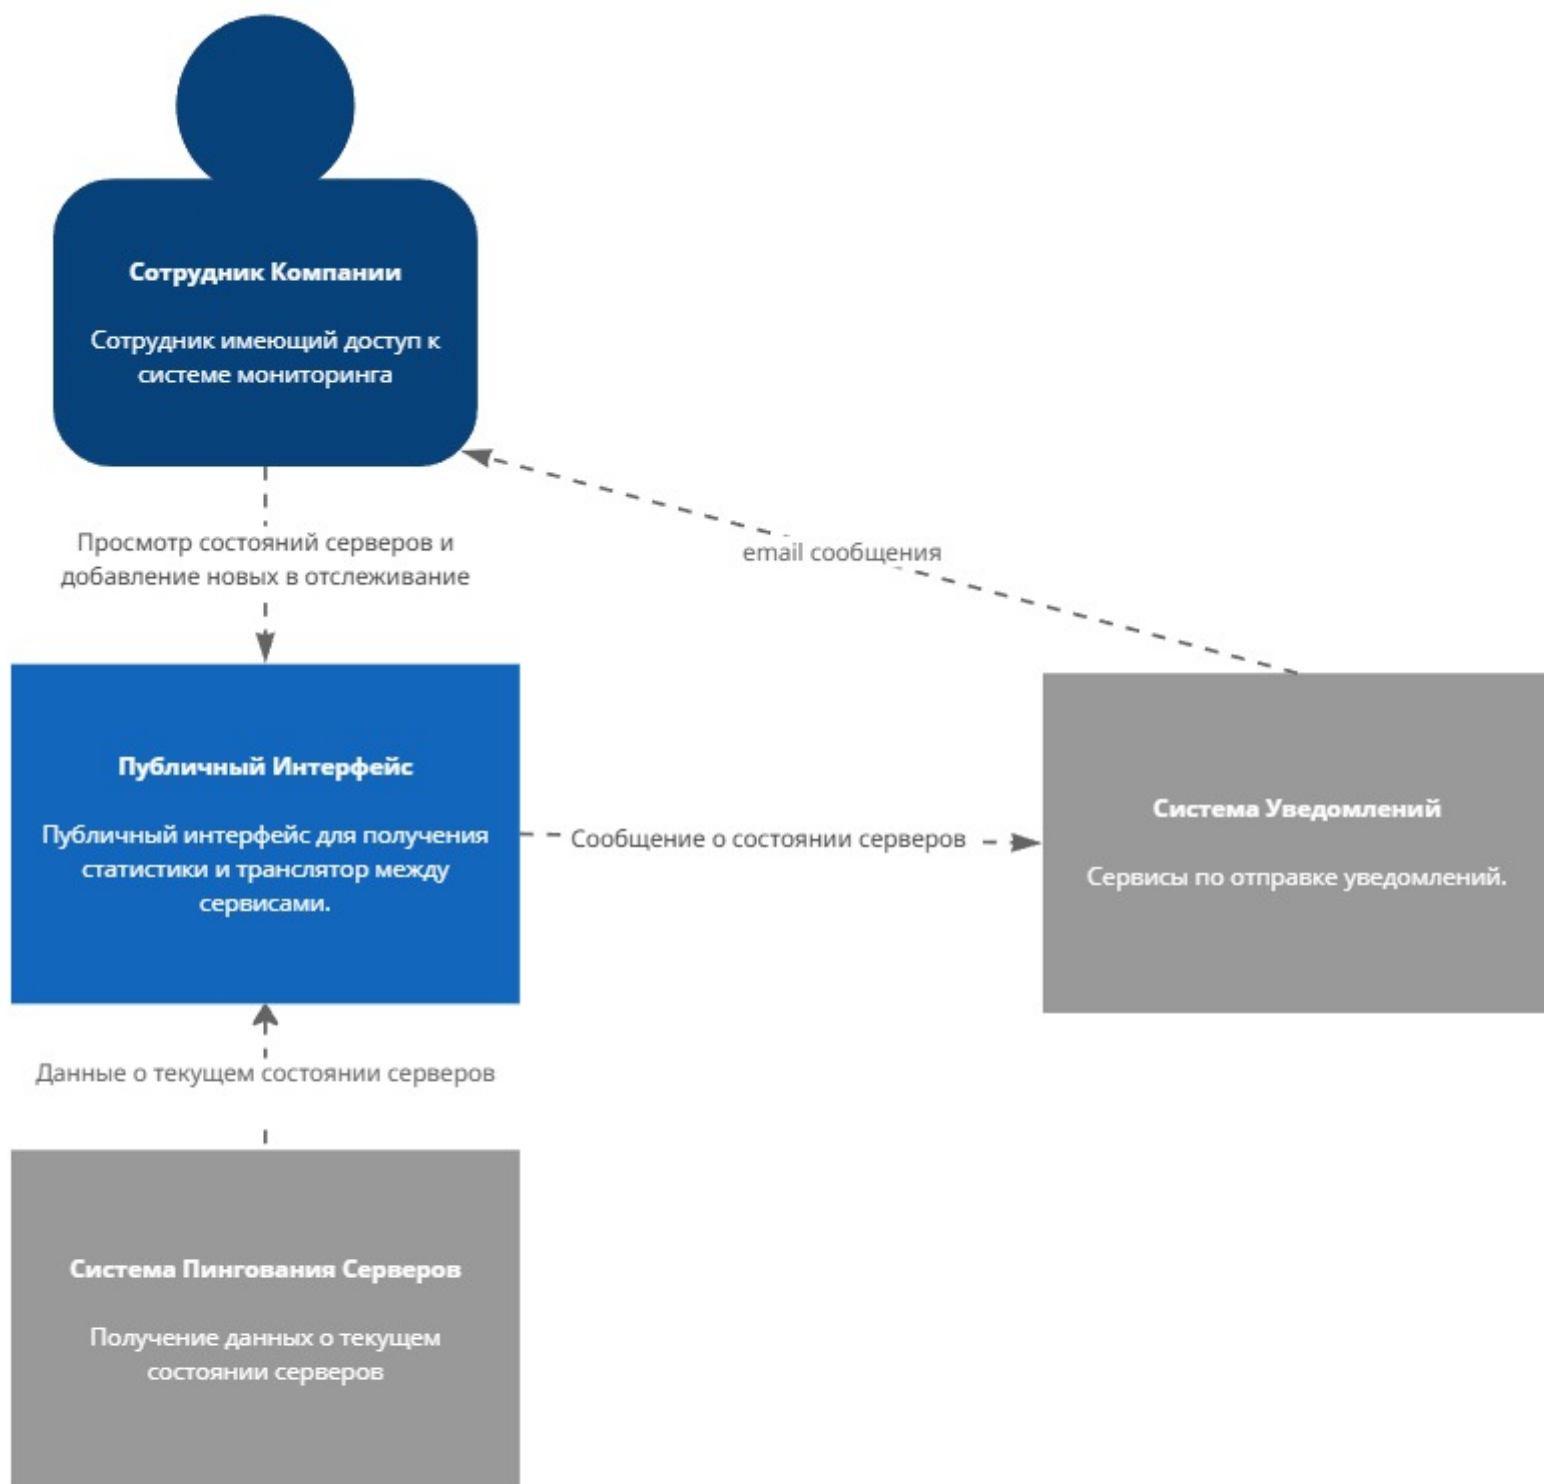 Сотрудник Компании
Сотрудник имеющий доступ к
системе мониторинга
Просмотр состояний серверов и
добавление новых в отслеживание
email сообщения
Публичный Интерфейс
Публичный интерфейс для получения
статистики и транслятор между
сервисами.
Сообщение о состоянии серверов
Система Уведомлений
Сервисы по отправке уведомлений.
Данные о текущем состоянии серверов
Система Пингования Серверов
Получение данных о текущем
состоянии серверов